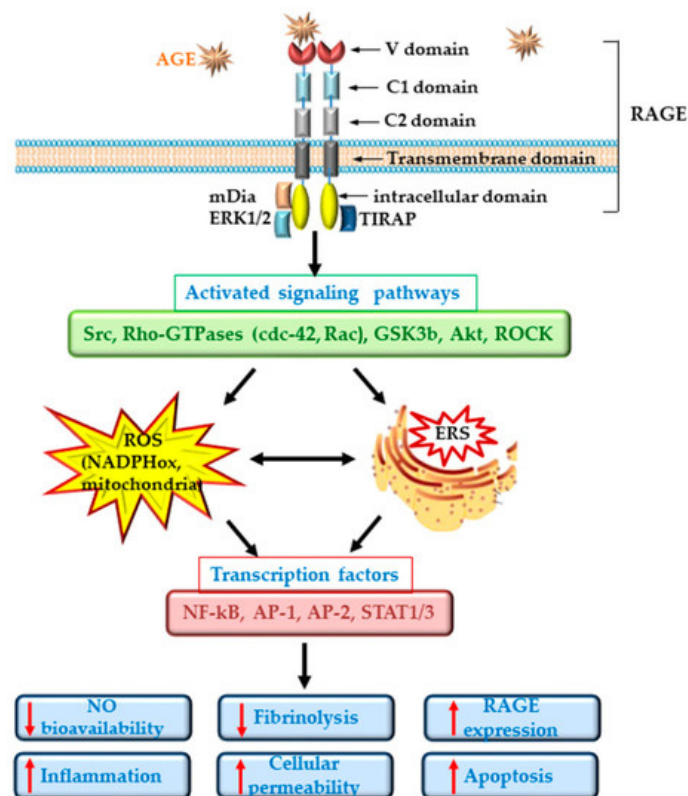 AGE
V domain
C1 domain
C2 domain
RAGE
Transmembrane domain
mDia
intracellular domain
ERK1/2
TIRAP
Activated signaling pathways
Src, Rho-GTPases (cdc-42, Rac), GSK3b, Akt, ROCK
ROS
(NADPHox,
mitochondria)
ERS
Transcription factors
NF-kB, AP-1, AP-2, STAT1/3
NO
bioavailability
Fibrinolysis
RAGE
expression
Inflammation
Cellular
permeability
Apoptosis